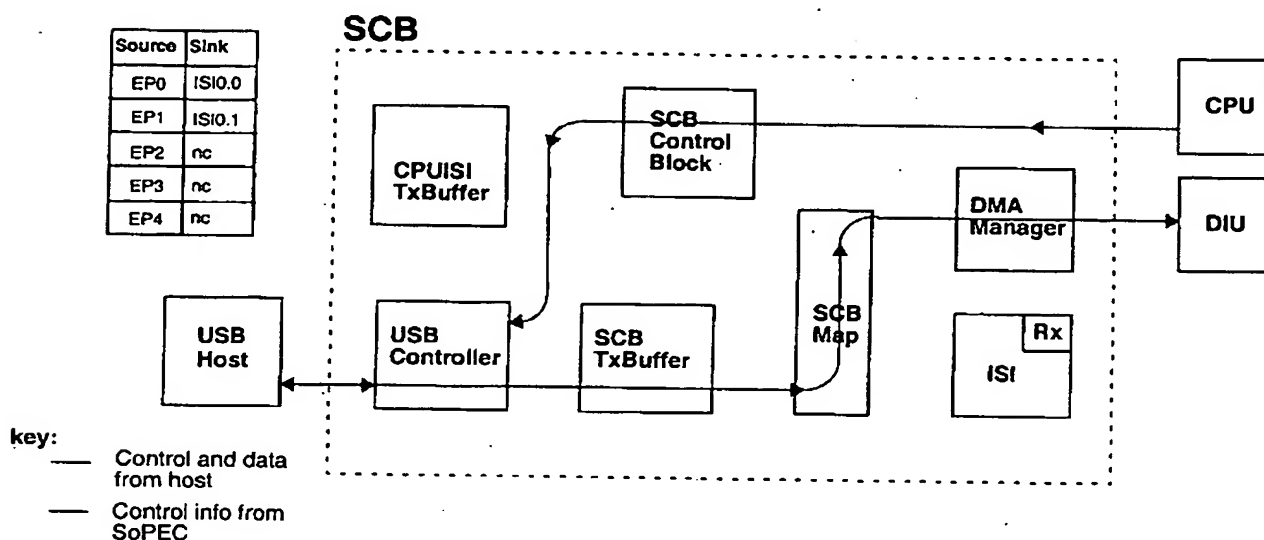 SCB
Source Sink
EP0 ISI0.0
EP1 ISI0.1
EP2 nc
EP3 nc
EP4 nc
CPUISI
TxBuffer
SCB
Control
Block
CPU
DMA
Manager
DIU
USB
Host
USB
Controller
SCB
TxBuffer
SCB
Map
Rx
ISI
key:
Control and data
from host
Control info from
SoPEC